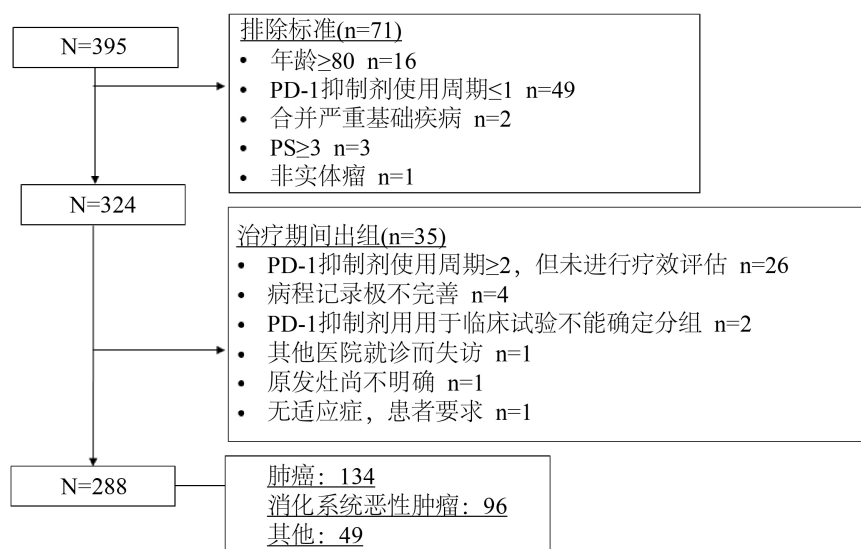 N=395
排除标准(n=71)
• 年龄≥80 n=16
• PD-1抑制剂使用周期≤1 n=49
• 合并严重基础疾病 n=2
• PS≥3 n=3
• 非实体瘤 n=1
N=324
治疗期间出组(n=35)
• PD-1抑制剂使用周期≥2，但未进行疗效评估 n=26
• 病程记录极不完善 n=4
• PD-1抑制剂用用于临床试验不能确定分组 n=2
• 其他医院就诊而失访 n=1
• 原发灶尚不明确 n=1
• 无适应症，患者要求 n=1
N=288
肺癌：134
消化系统恶性肿瘤：96
其他：49